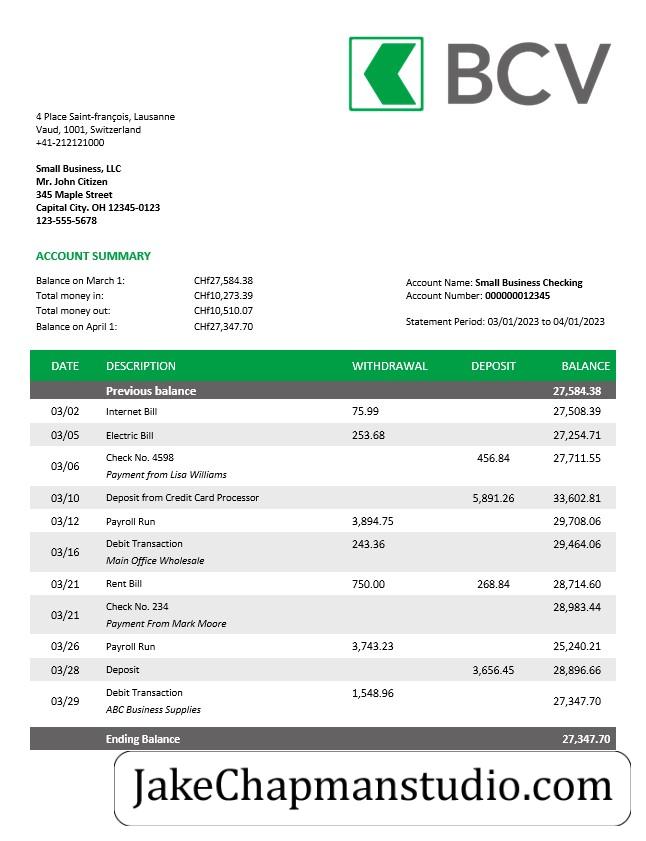 BCV
4 Place Saint-françois, Lausanne
Vaud, 1001, Switzerland
+41-212121000
Small Business, LLC
Mr. John Citizen
345 Maple Street
Capital City. OH 12345-0123
123-555-5678
ACCOUNT SUMMARY
Balance on March 1: CHf27,584.38
Total money in: CHf10,273.39
Total money out: CHf10,510.07
Balance on April 1: CHf27,347.70
Account Name: Small Business Checking
Account Number: 000000012345
Statement Period: 03/01/2023 to 04/01/2023
DATE DESCRIPTION WITHDRAWAL DEPOSIT BALANCE
Previous balance 27,584.38
03/02 Internet Bill 75.99 27,508.39
03/05 Electric Bill 253.68 27,254.71
03/06 Check No. 4598 456.84 27,711.55
Payment from Lisa Williams
03/10 Deposit from Credit Card Processor 5,891.26 33,602.81
03/12 Payroll Run 3,894.75 29,708.06
03/16 Debit Transaction 243.36 29,464.06
Main Office Wholesale
03/21 Rent Bill 750.00 268.84 28,714.60
03/21 Check No. 234 28,983.44
Payment From Mark Moore
03/26 Payroll Run 3,743.23 25,240.21
03/28 Deposit 3,656.45 28,896.66
03/29 Debit Transaction 1,548.96 27,347.70
ABC Business Supplies
Ending Balance 27,347.70
JakeChapmanstudio.com